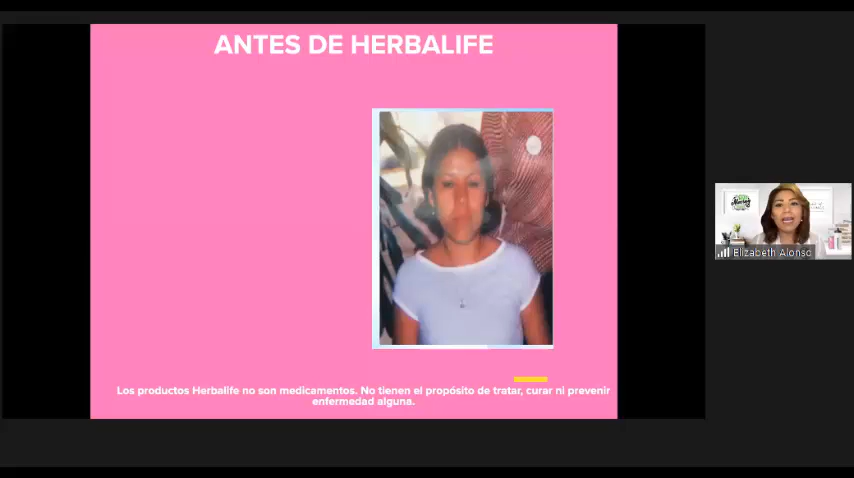 ANTES DE HERBALIFE
Los productos Herbalife no son medicamentos. No tienen el propósito de tratar, curar ni prevenir
enfermedad alguna.
Elizabeth Alonso